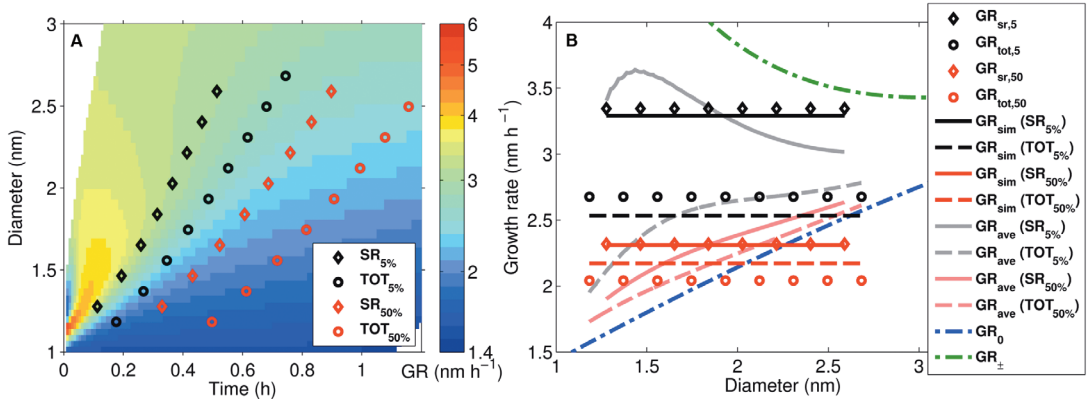 A
3
2.5
2
1.5
1
Diameter (nm)
0 0.2 0.4 0.6 0.8 1
Time (h)
SR5%
TOT5%
SR50%
TOT50%
6
5
4
3
2
1.4
GR (nm h−1)
B
4
3.5
3
2.5
2
1.5
Growth rate (nm h−1)
1 1.5 2 2.5 3
Diameter (nm)
GRsr,5
GRtot,5
GRsr,50
GRtot,50
GRsim (SR5%)
GRsim (TOT5%)
GRsim (SR50%)
GRsim (TOT50%)
GRave (SR5%)
GRave (TOT5%)
GRave (SR50%)
GRave (TOT50%)
GR0
GR±